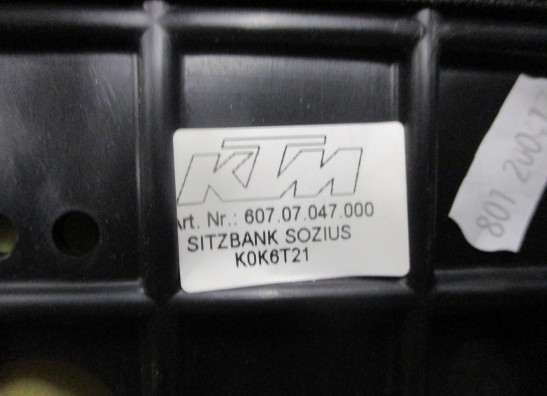 KTM
Art. Nr.: 607.07.047.000
SITZBANK SOZIUS
K0K6T21